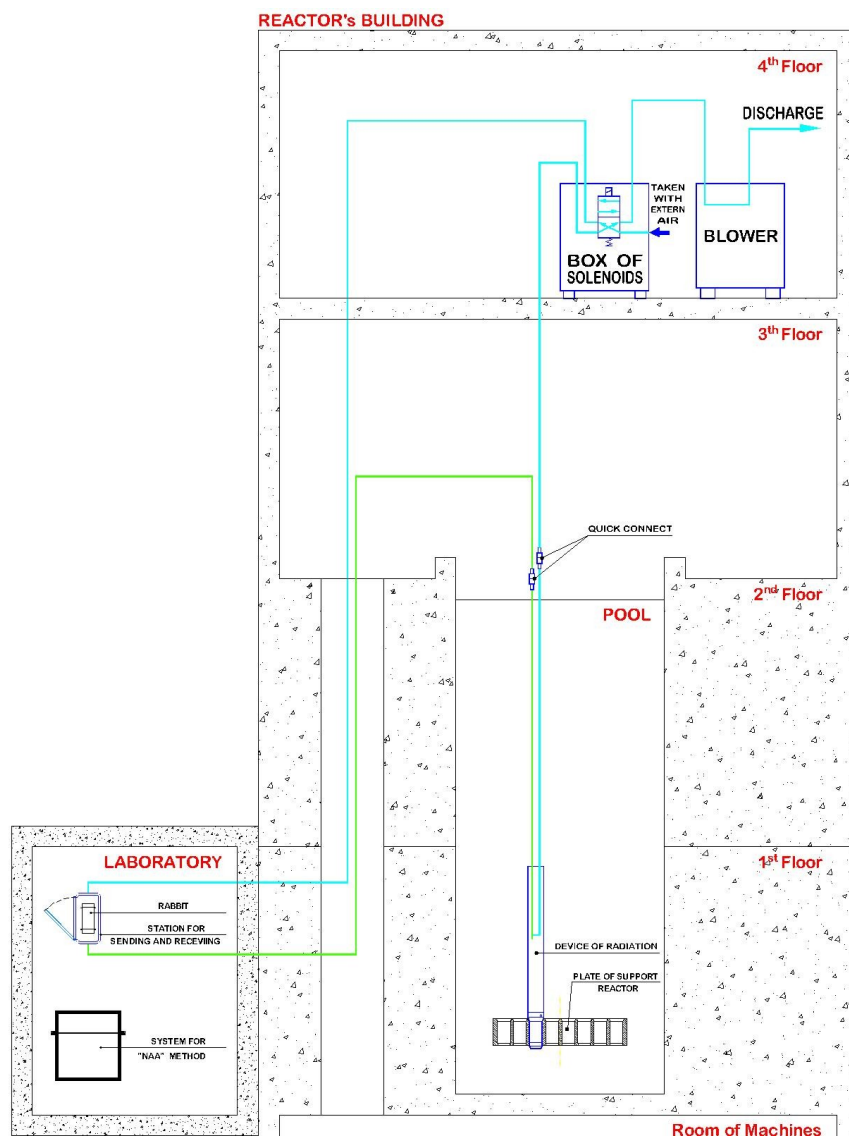 REACTOR's BUILDING
4th Floor
DISCHARGE
TAKEN
WITH
EXTERN
AIR
BOX OF
SOLENOIDS
BLOWER
3th Floor
QUICK CONNECT
2nd Floor
POOL
LABORATORY
1st Floor
RABBIT
STATION FOR
SENDING AND RECEVIING
DEVICE OF RADIATION
PLATE OF SUPPORT
REACTOR
SYSTEM FOR
"NAA" METHOD
Room of Machines